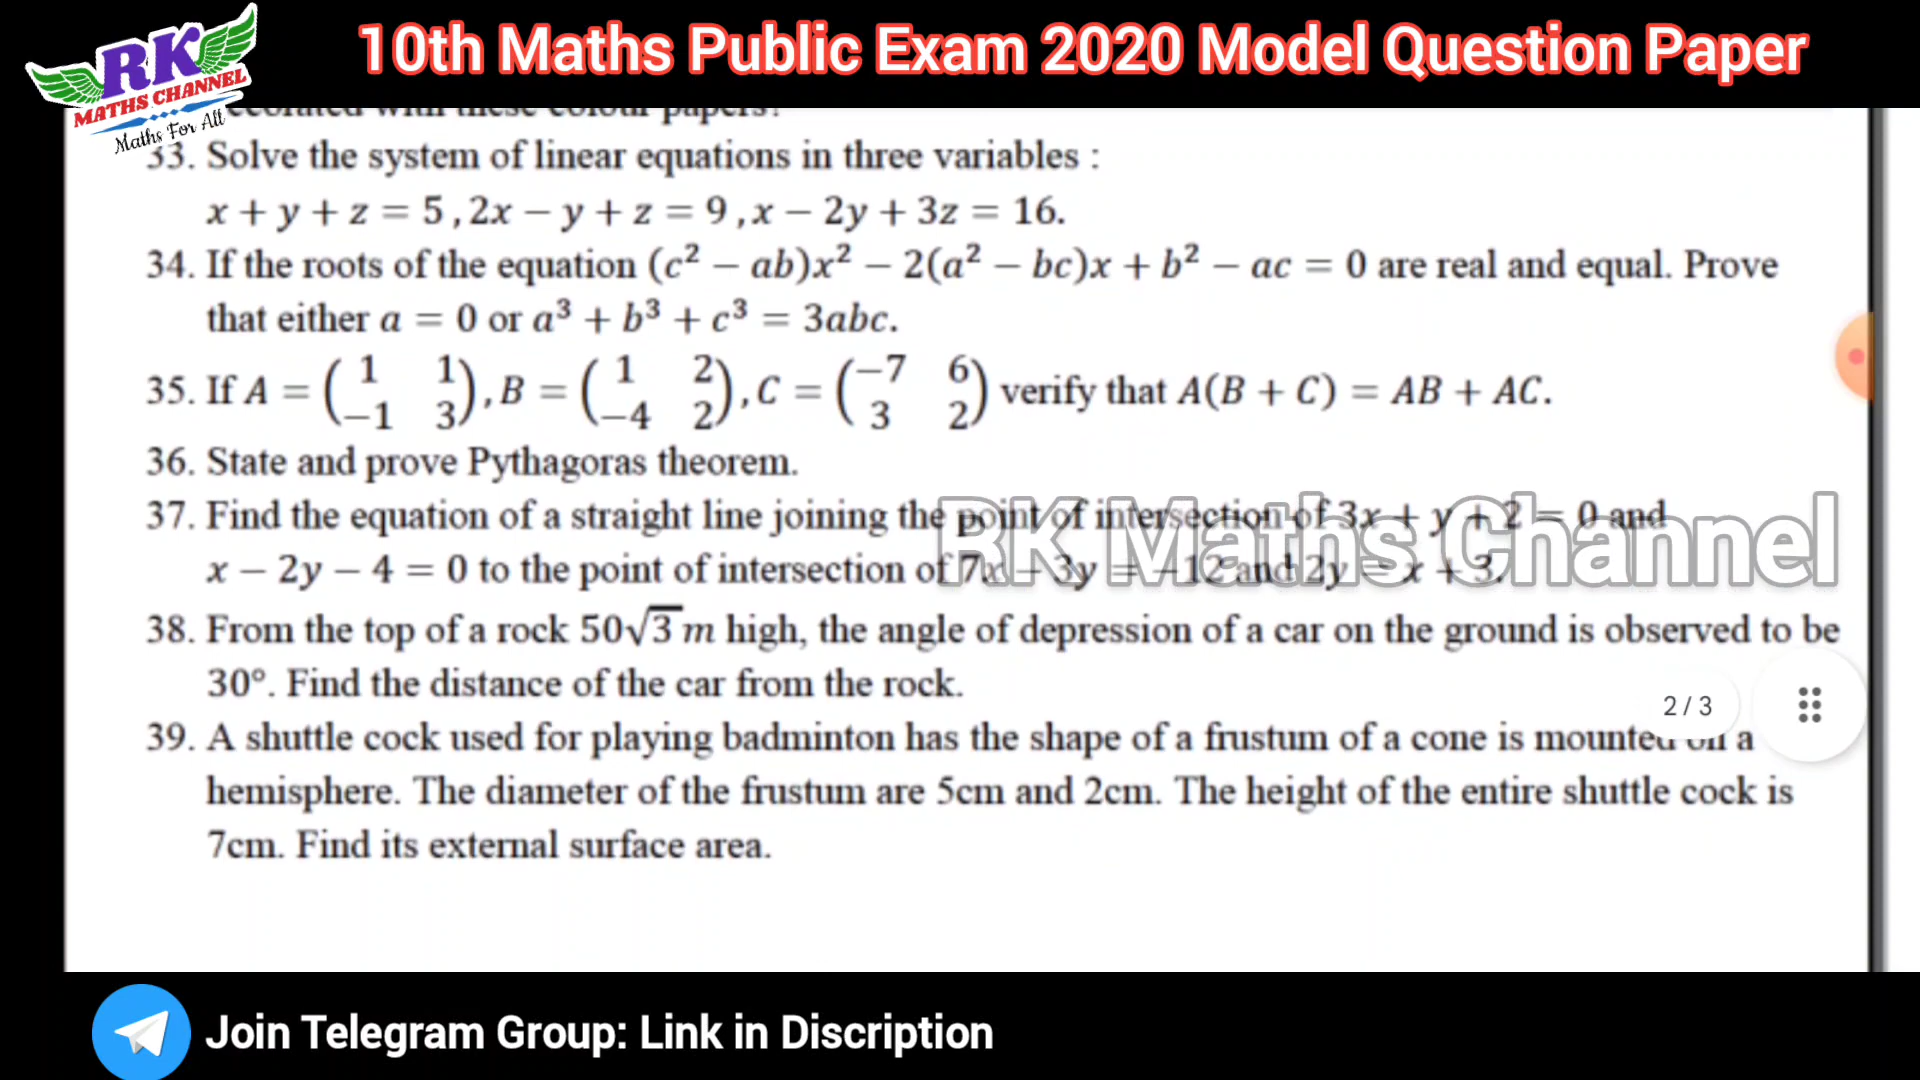 RK
MATHS CHANNEL
Maths For All
10th Maths Public Exam 2020 Model Question Paper
with these colour papers?
33. Solve the system of linear equations in three variables :
x + y + z = 5 , 2x − y + z = 9 , x − 2y + 3z = 16.
34. If the roots of the equation (c² − ab)x² − 2(a² − bc)x + b² − ac = 0 are real and equal. Prove
that either a = 0 or a³ + b³ + c³ = 3abc.
35. If A = (1 1 −1 3), B = (1 2 −4 2), C = (−7 6 3 2) verify that A(B + C) = AB + AC.
36. State and prove Pythagoras theorem.
37. Find the equation of a straight line joining the point of intersection of 3x + y + 2 = 0 and
x − 2y − 4 = 0 to the point of intersection of 7x − 3y = −12 and 2y = x + 3.
RK Maths Channel
38. From the top of a rock 50√3 m high, the angle of depression of a car on the ground is observed to be
30°. Find the distance of the car from the rock.
2 / 3
39. A shuttle cock used for playing badminton has the shape of a frustum of a cone is mounted on a
hemisphere. The diameter of the frustum are 5cm and 2cm. The height of the entire shuttle cock is
7cm. Find its external surface area.
Join Telegram Group: Link in Discription